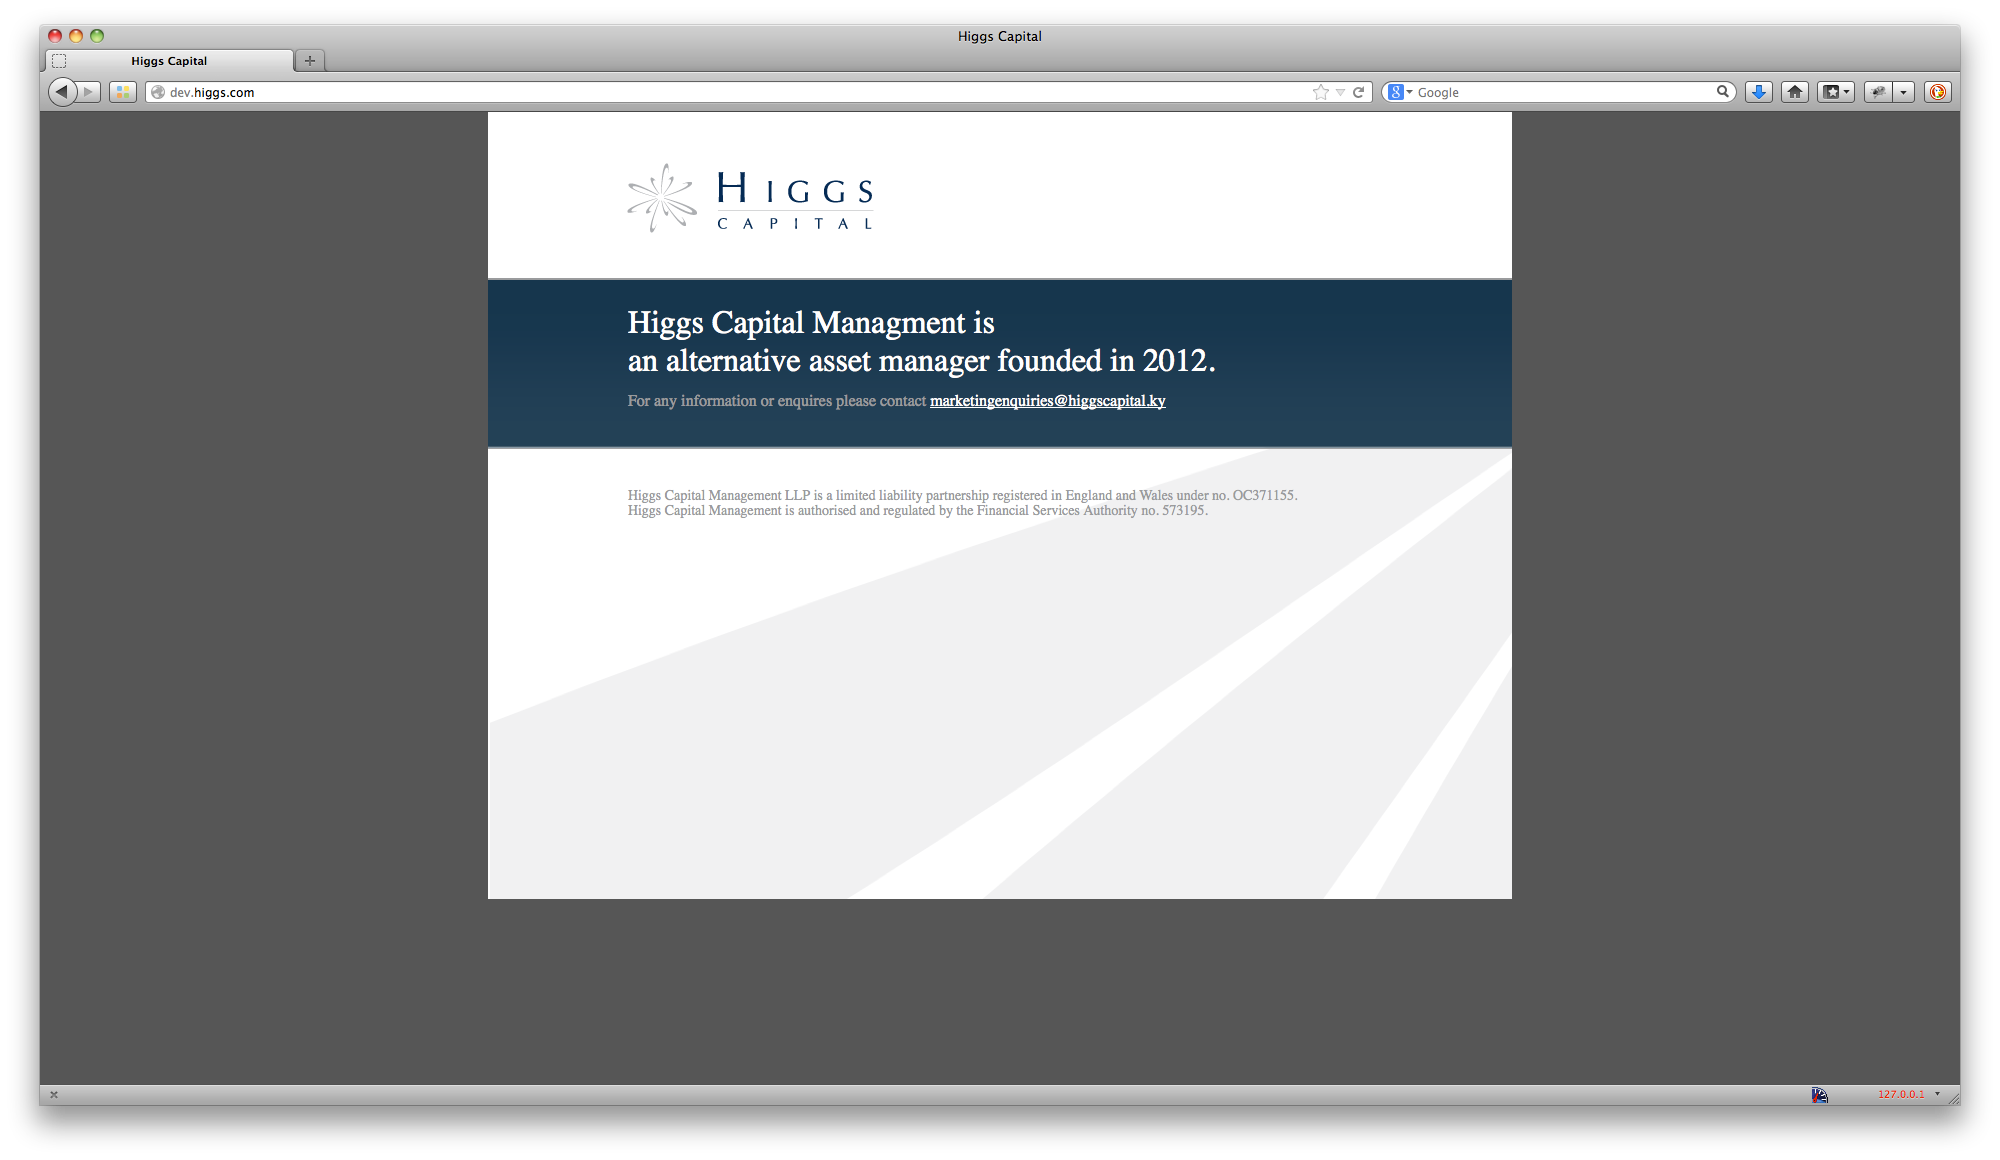 Higgs Capital
Higgs Capital
dev.higgs.com
Google
HIGGS
CAPITAL
Higgs Capital Managment is
an alternative asset manager founded in 2012.
For any information or enquires please contact marketingenquiries@higgscapital.ky
Higgs Capital Management LLP is a limited liability partnership registered in England and Wales under no. OC371155.
Higgs Capital Management is authorised and regulated by the Financial Services Authority no. 573195.
127.0.0.1